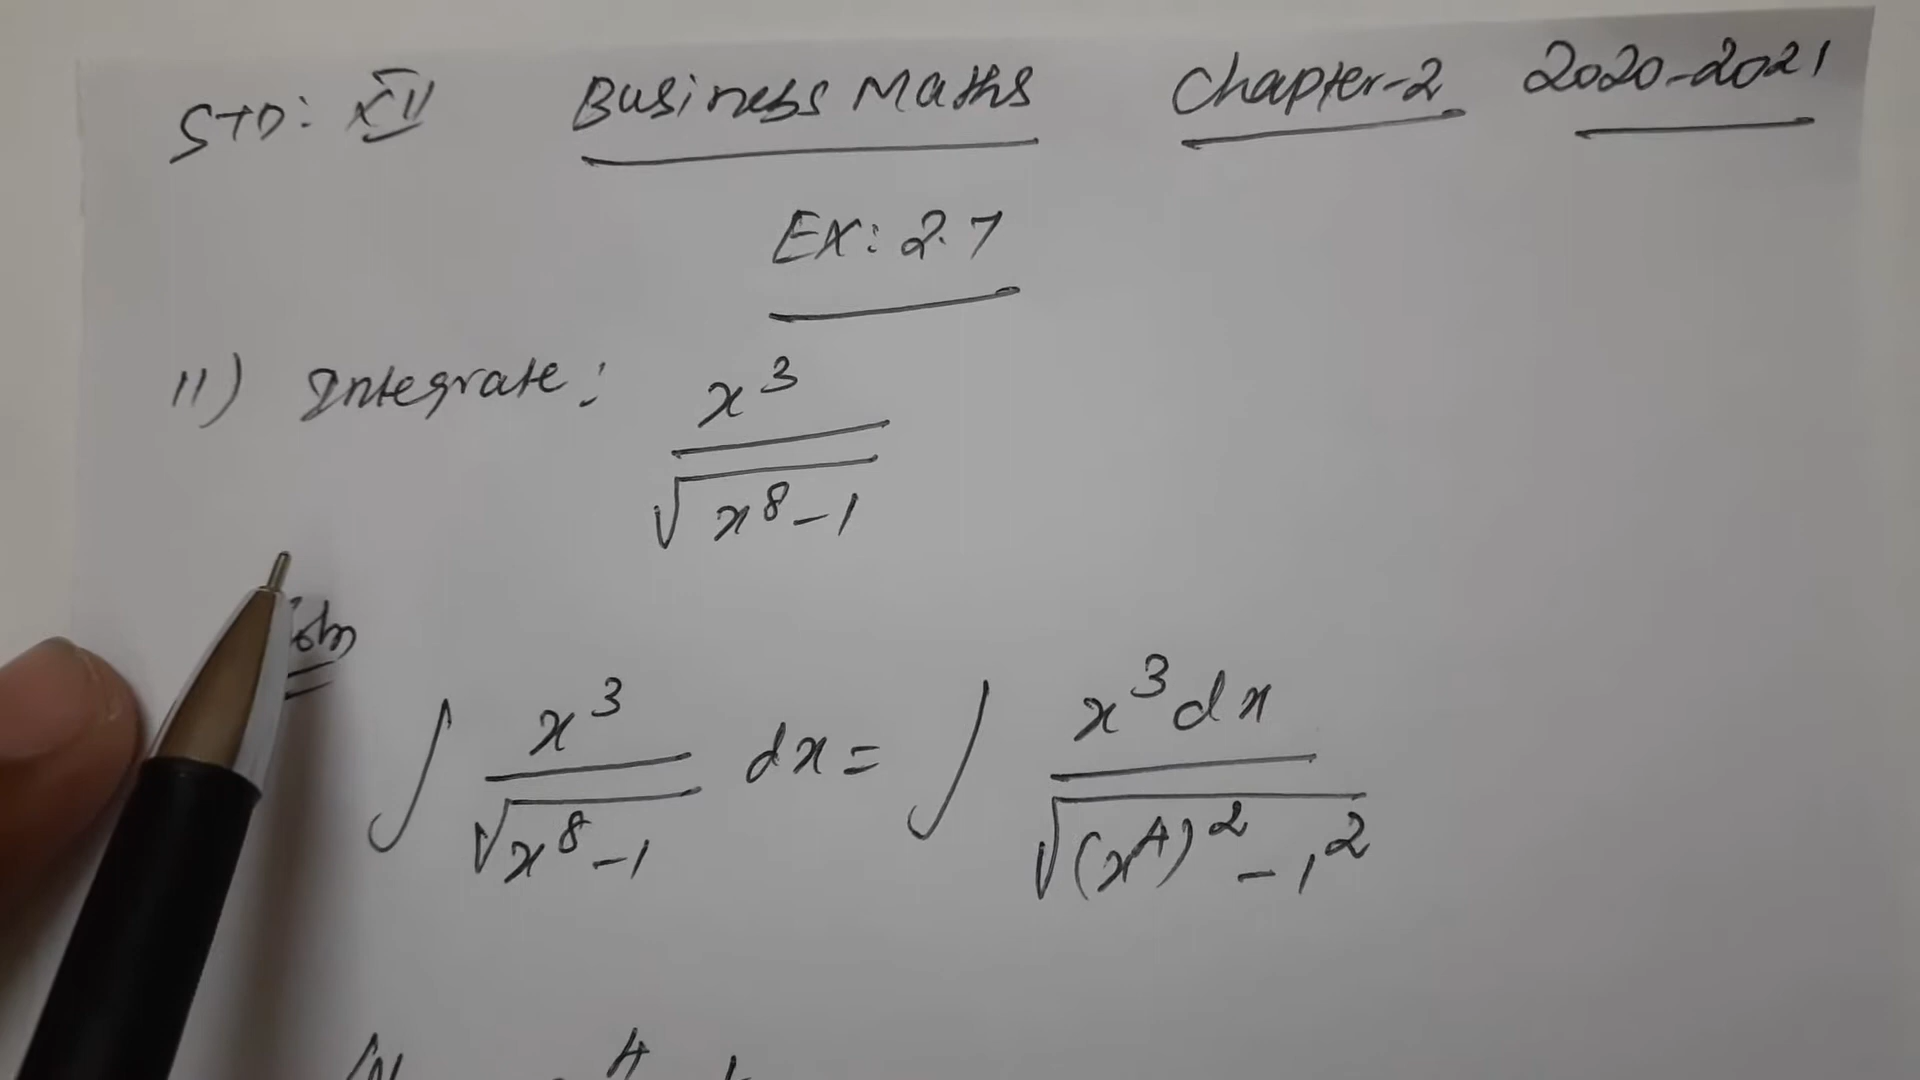 STD: XII Business Maths Chapter-2 2020-2021
Ex: 2.7
11) Integrate: x³/√(x⁸-1)
Soln
∫ x³/√(x⁸-1) dx = ∫ x³dx/√((x⁴)²-1²)